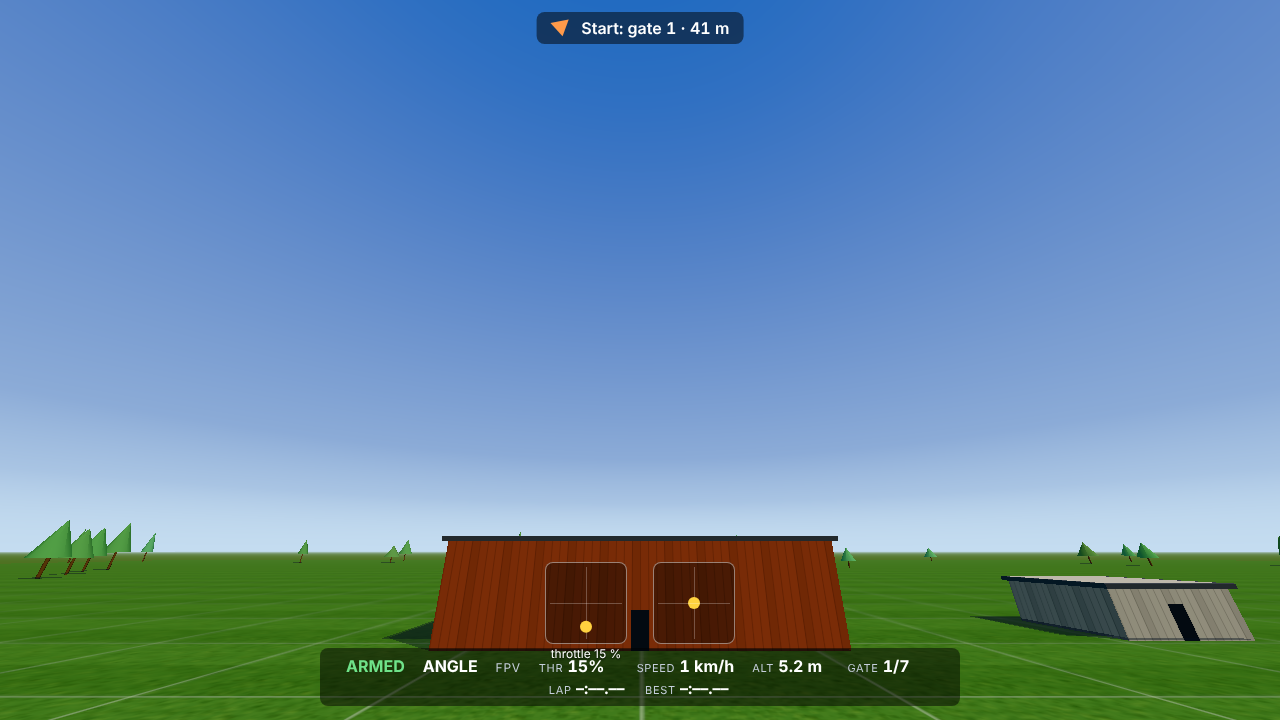 Start: gate 1 · 41 m
throttle 15 %
ARMED ANGLE FPV THR 15% SPEED 1 km/h ALT 5.2 m GATE 1/7
LAP –:––.–– BEST –:––.––